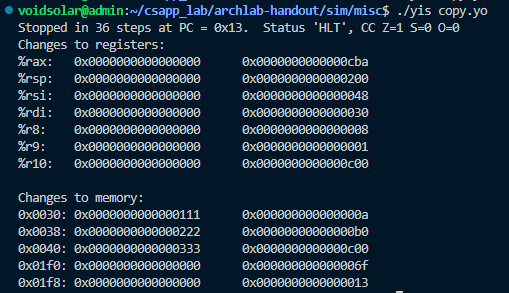 voidsolar@admin:~/csapp_lab/archlab-handout/sim/misc$ ./yis copy.yo
Stopped in 36 steps at PC = 0x13.  Status 'HLT', CC Z=1 S=0 O=0
Changes to registers:
%rax:   0x0000000000000000      0x0000000000000cba
%rsp:   0x0000000000000000      0x0000000000000200
%rsi:   0x0000000000000000      0x0000000000000048
%rdi:   0x0000000000000000      0x0000000000000030
%r8:    0x0000000000000000      0x0000000000000008
%r9:    0x0000000000000000      0x0000000000000001
%r10:   0x0000000000000000      0x0000000000000c00
Changes to memory:
0x0030: 0x0000000000000111      0x000000000000000a
0x0038: 0x0000000000000222      0x00000000000000b0
0x0040: 0x0000000000000333      0x0000000000000c00
0x01f0: 0x0000000000000000      0x000000000000006f
0x01f8: 0x0000000000000000      0x0000000000000013